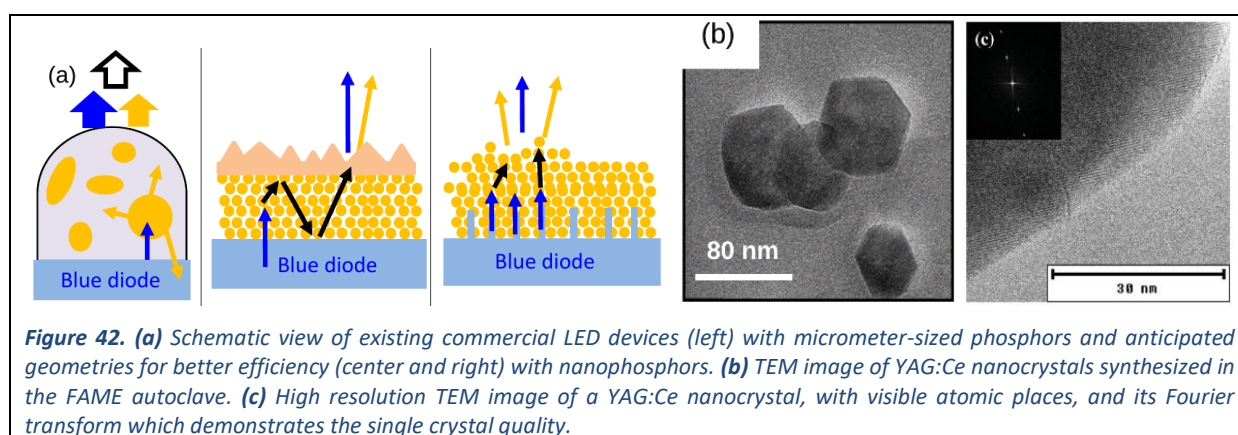 (a)
Blue diode
Blue diode
Blue diode
(b)
80 nm
(c)
30 nm
Figure 42. (a) Schematic view of existing commercial LED devices (left) with micrometer-sized phosphors and anticipated
geometries for better efficiency (center and right) with nanophosphors. (b) TEM image of YAG:Ce nanocrystals synthesized in
the FAME autoclave. (c) High resolution TEM image of a YAG:Ce nanocrystal, with visible atomic places, and its Fourier
transform which demonstrates the single crystal quality.